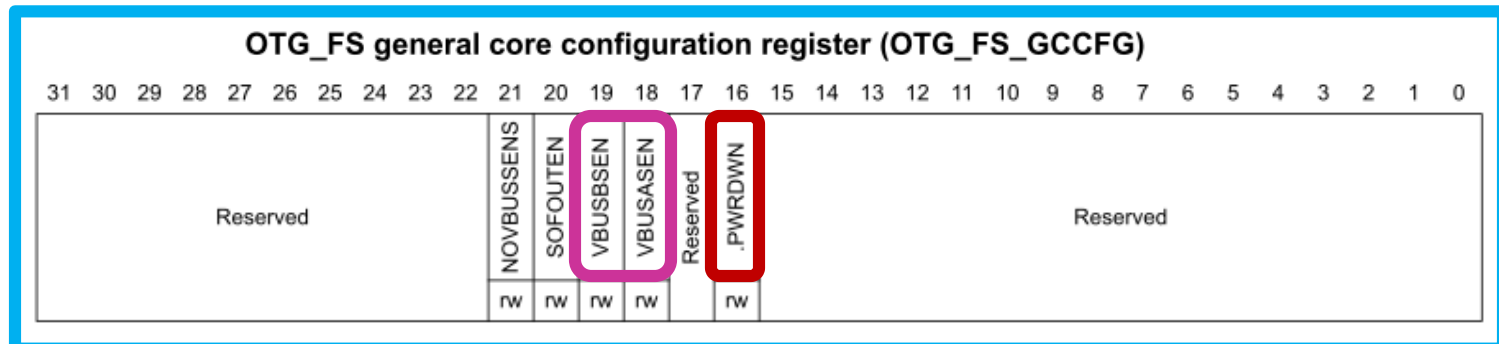 OTG_FS general core configuration register (OTG_FS_GCCFG)
31 30 29 28 27 26 25 24 23 22 21 20 19 18 17 16 15 14 13 12 11 10 9 8 7 6 5 4 3 2 1 0
Reserved
NOVBUSSENS
SOFOUTEN
VBUSBSEN
VBUSASEN
Reserved
.PWRDWN
Reserved
rw rw rw rw rw